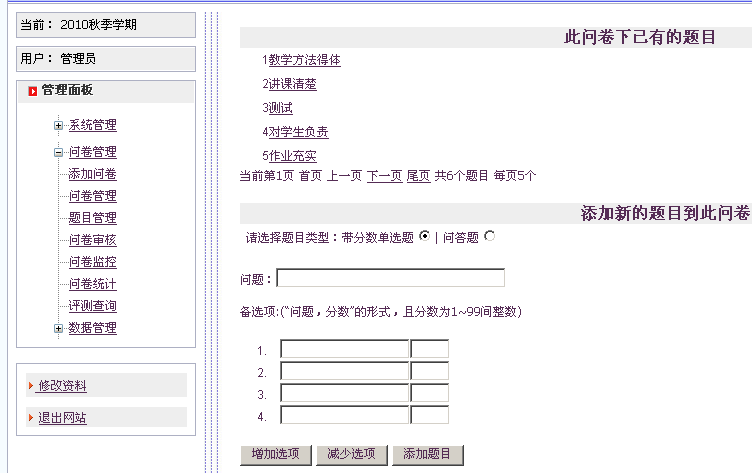 当前： 2010秋季学期
用户： 管理员
管理面板
系统管理
问卷管理
添加问卷
问卷管理
题目管理
问卷审核
问卷监控
问卷统计
评测查询
数据管理
修改资料
退出网站
此问卷下已有的题目
1教学方法得体
2讲课清楚
3测试
4对学生负责
5作业充实
当前第1页 首页 上一页 下一页 尾页 共6个题目 每页5个
添加新的题目到此问卷
请选择题目类型：带分数单选题 | 问答题
问题：
备选项:(“问题，分数”的形式，且分数为1~99间整数)
1.
2.
3.
4.
增加选项 减少选项 添加题目